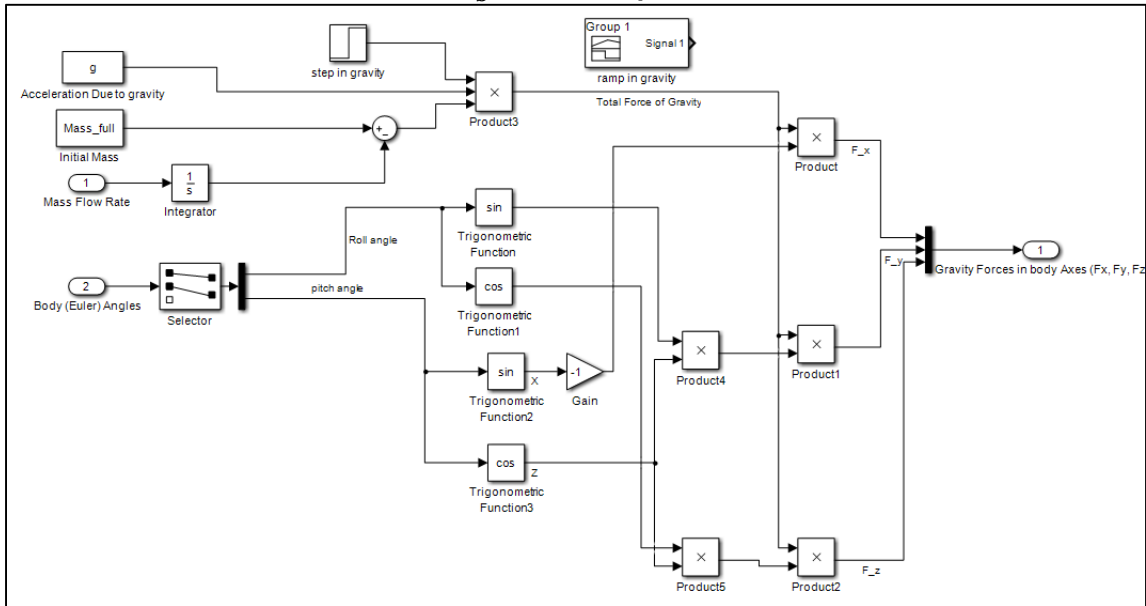 Group 1
Signal 1
ramp in gravity
step in gravity
g
Acceleration Due to gravity
×
Product3
Total Force of Gravity
Mass_full
Initial Mass
+
-
×
Product
F_x
1
Mass Flow Rate
1
s
Integrator
Roll angle
sin
Trigonometric
Function
2
Body (Euler) Angles
Selector
pitch angle
cos
Trigonometric
Function1
F_y
1
Gravity Forces in body Axes (Fx, Fy, Fz
×
Product4
×
Product1
sin
X
Trigonometric
Function2
-1
Gain
cos
Z
Trigonometric
Function3
×
Product5
×
Product2
F_z